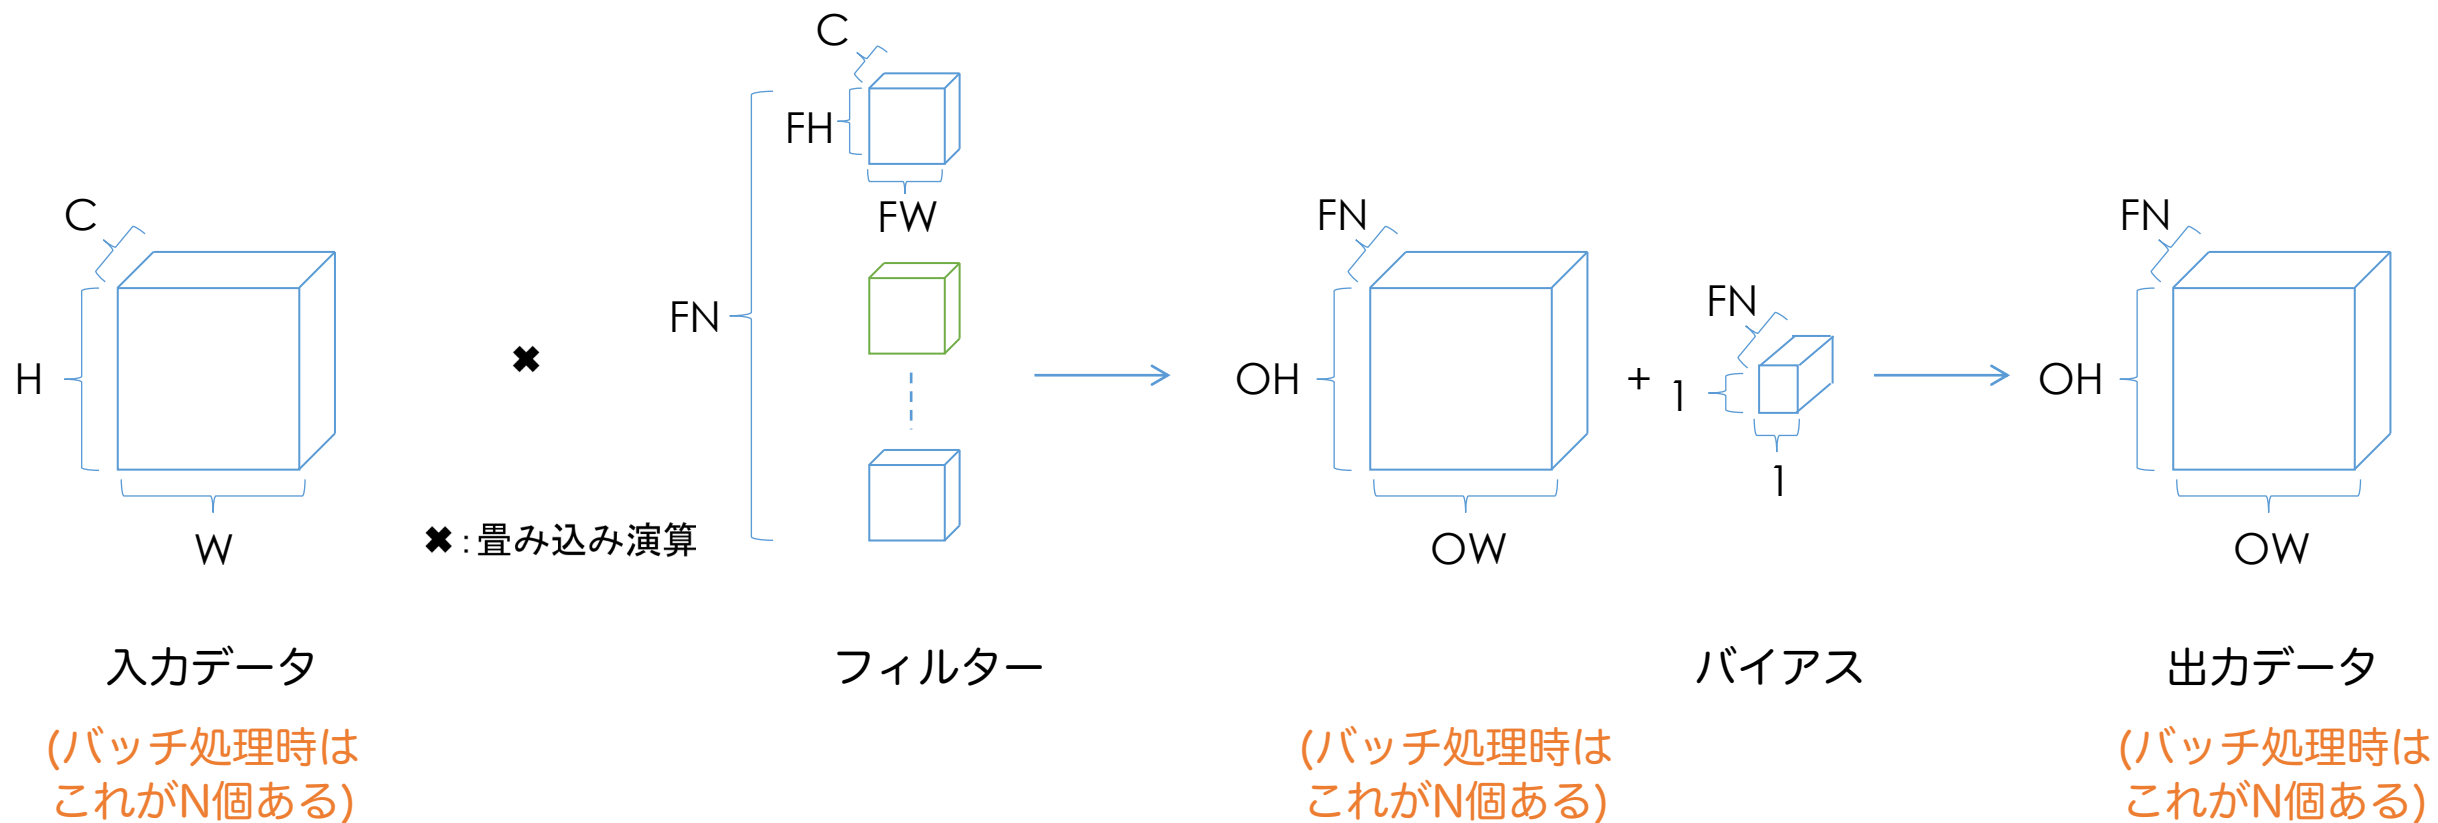 C
H
W
✖
✖：畳み込み演算
FN
C
FH
FW
FN
OH
OW
+
FN
1
1
FN
OH
OW
入力データ
フィルター
バイアス
出力データ
(バッチ処理時は
これがN個ある)
(バッチ処理時は
これがN個ある)
(バッチ処理時は
これがN個ある)